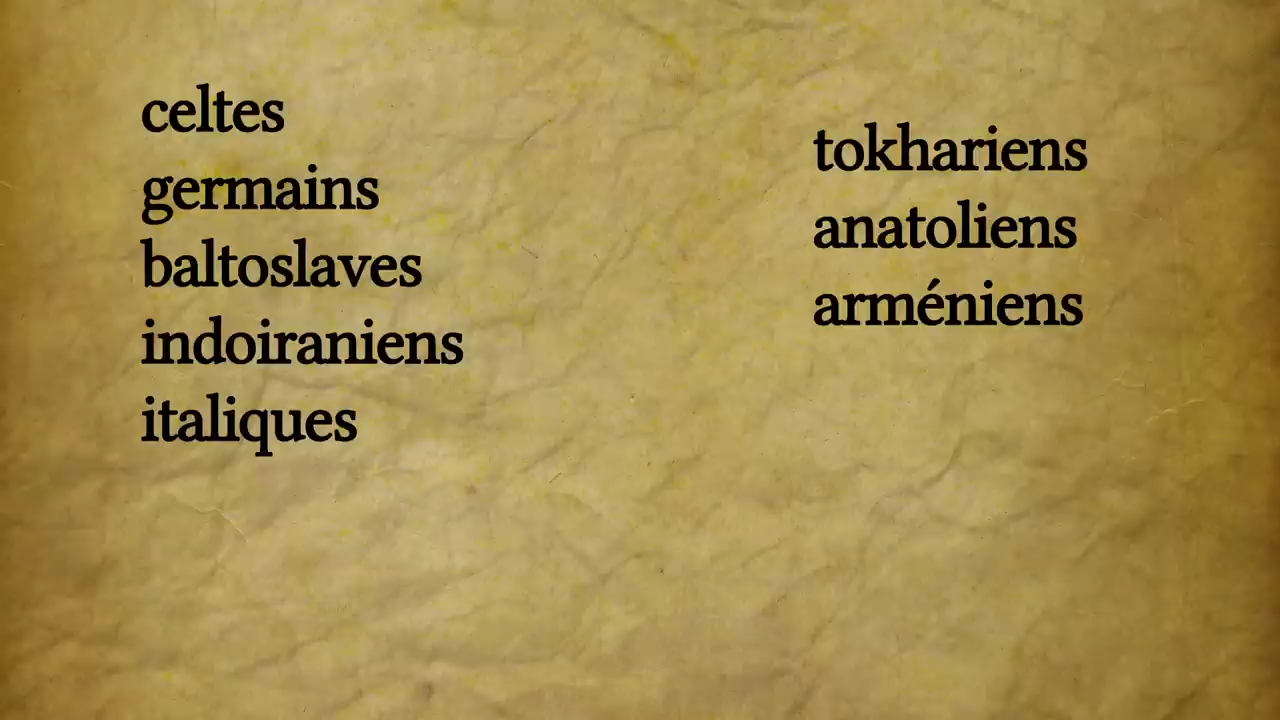 celtes
germains
baltoslaves
indoiraniens
italiques
tokhariens
anatoliens
arméniens